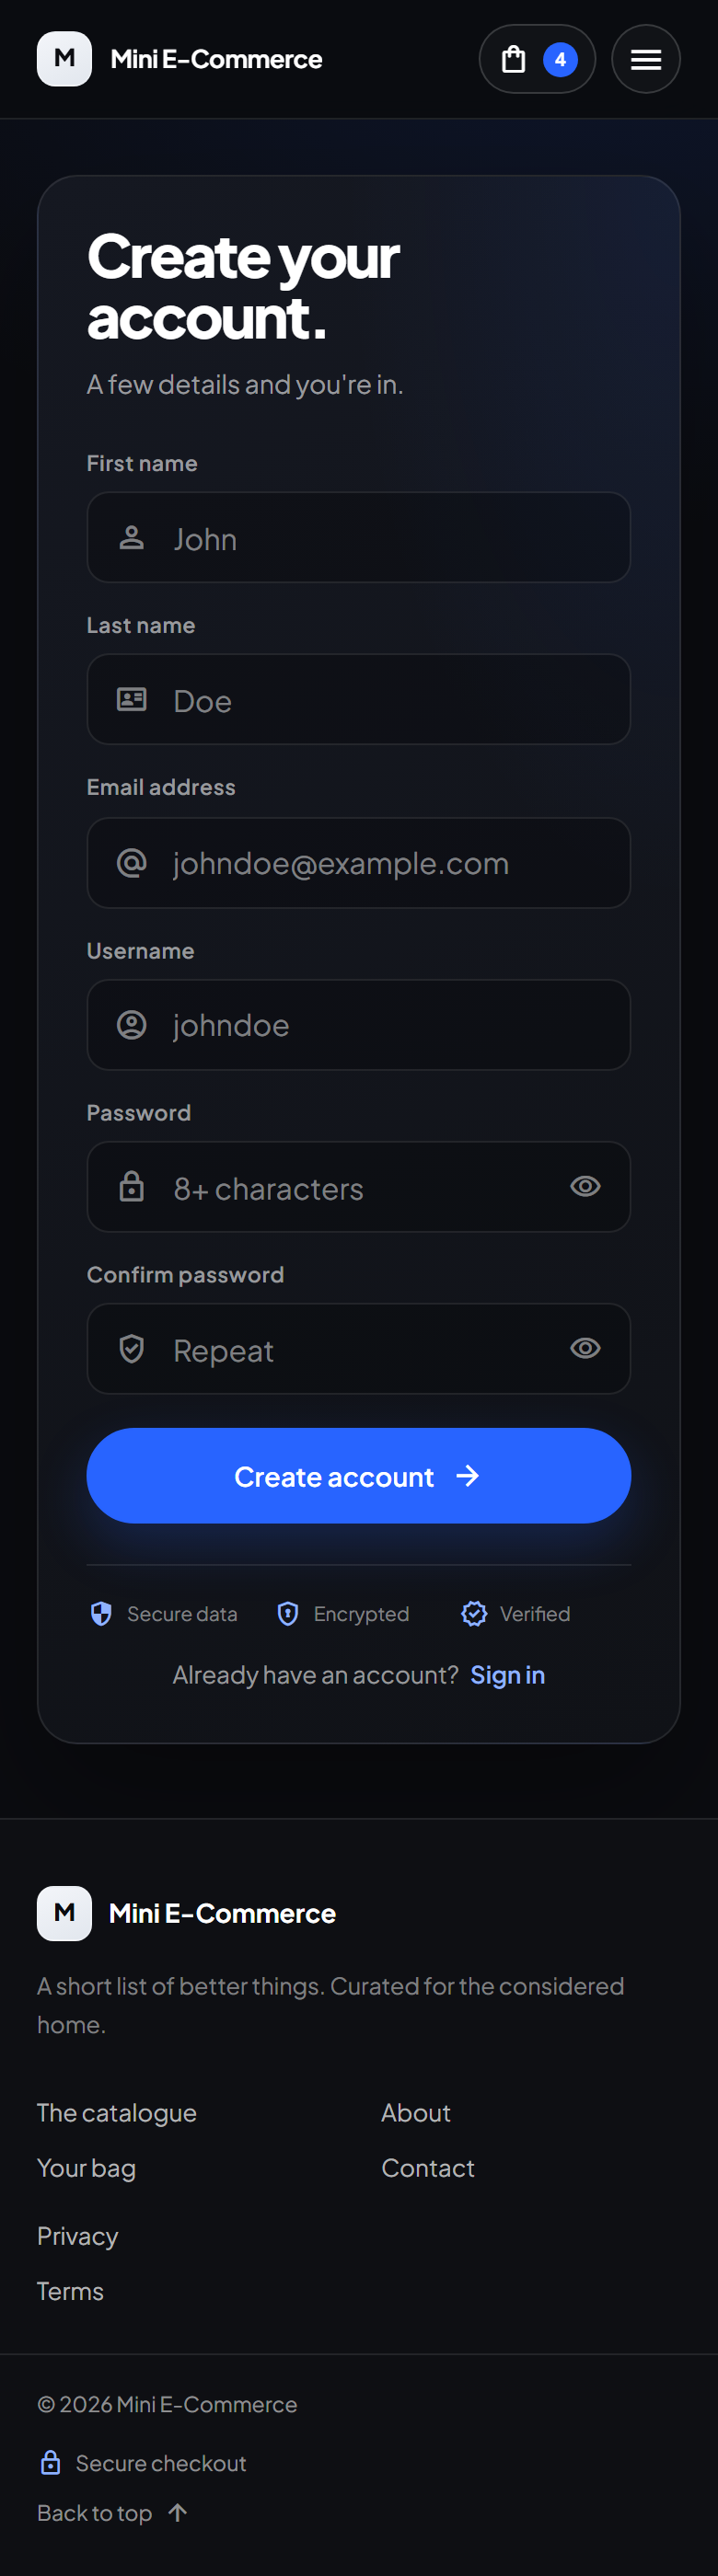 M Mini E-Commerce 4
Create your
account.
A few details and you're in.
First name
John
Last name
Doe
Email address
johndoe@example.com
Username
johndoe
Password
8+ characters
Confirm password
Repeat
Create account
Secure data Encrypted Verified
Already have an account? Sign in
M Mini E-Commerce
A short list of better things. Curated for the considered
home.
The catalogue About
Your bag Contact
Privacy
Terms
© 2026 Mini E-Commerce
Secure checkout
Back to top